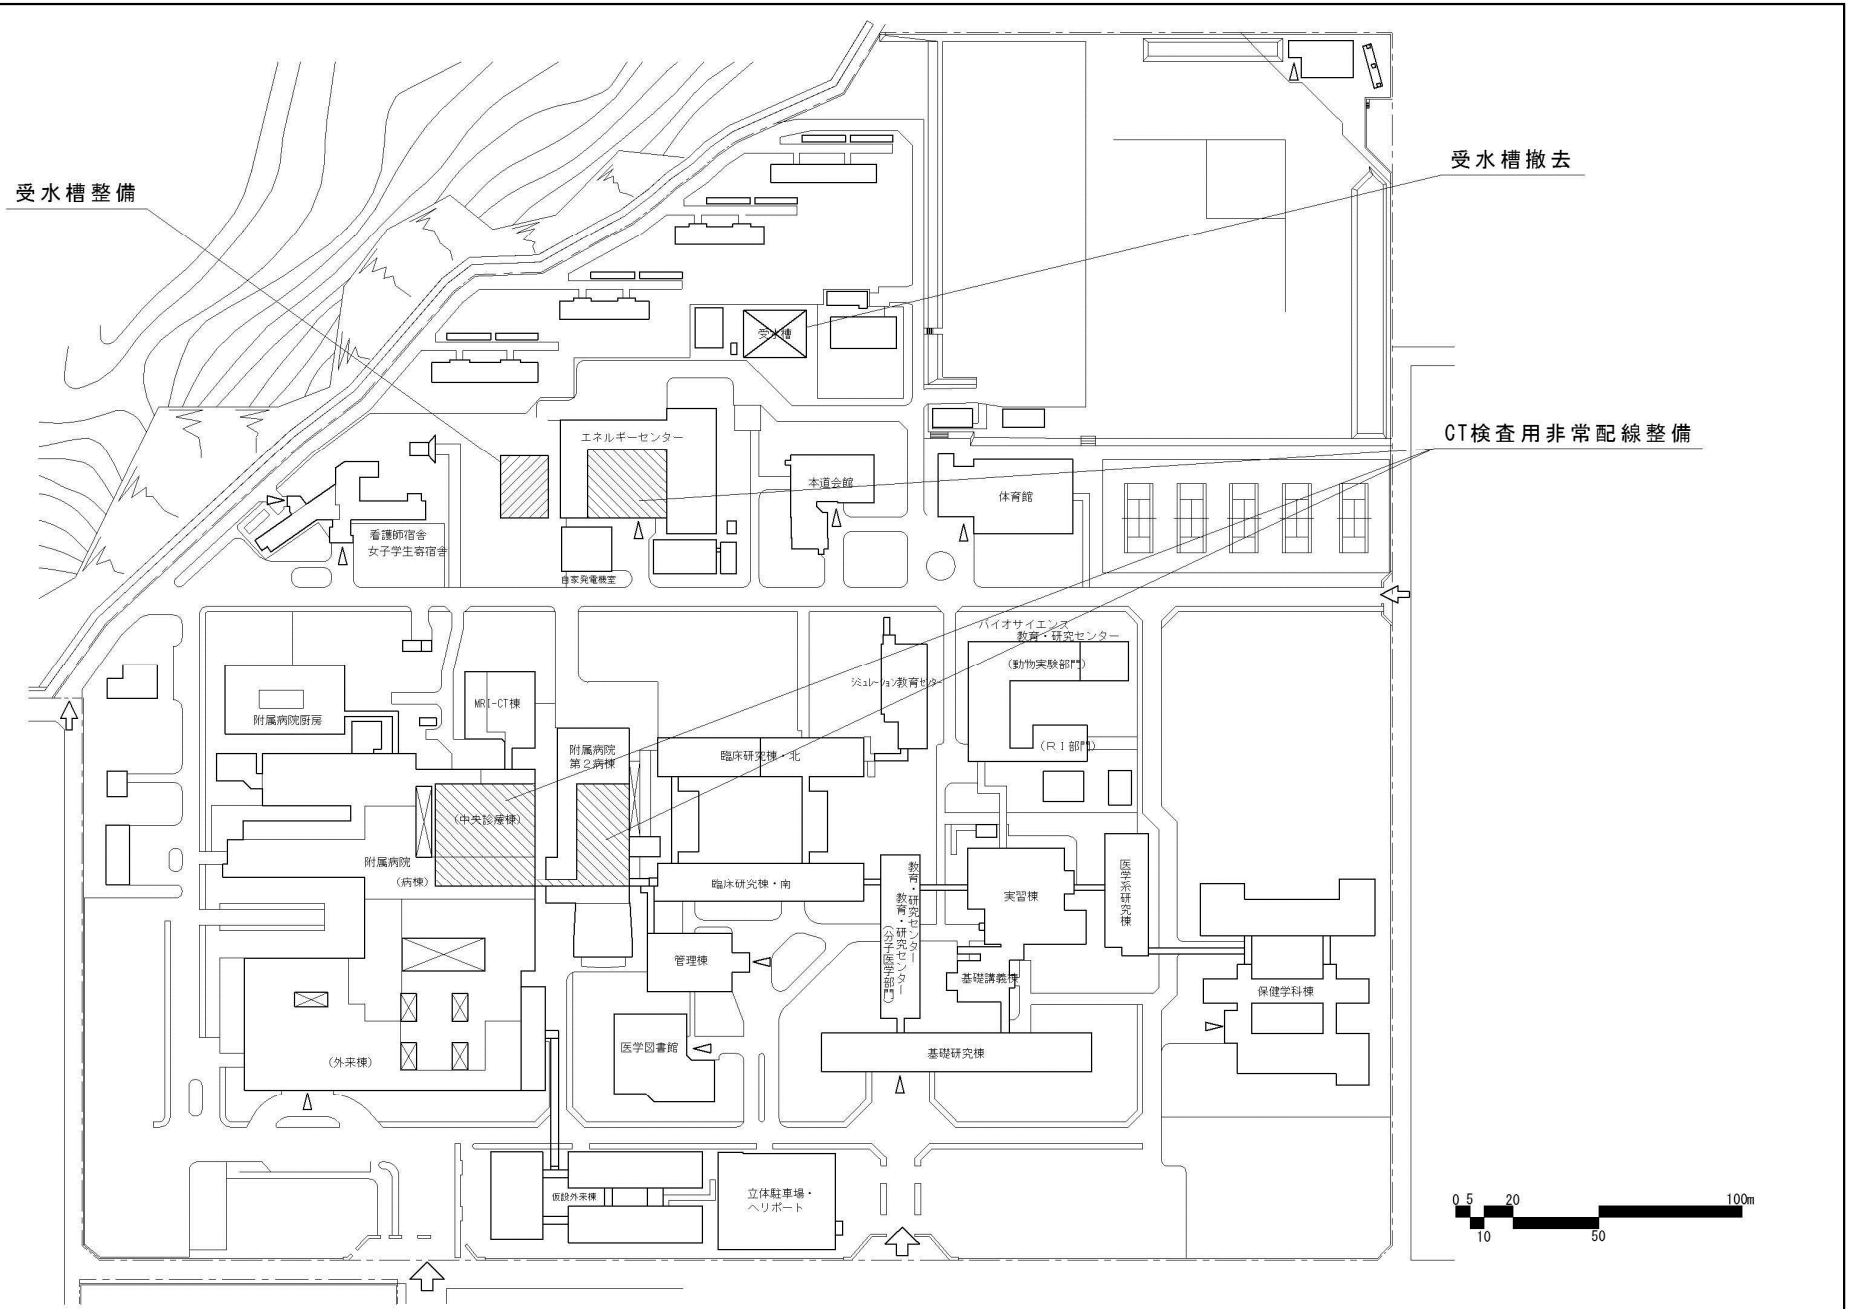 受水槽撤去
受水槽整備
受水槽
CT検査用非常配線整備
エネルギーセンター
本道会館
体育館
看護師宿舎
女子学生寄宿舎
自家発電機室
バイオサイエンス
教育・研究センター
(動物実験部門)
シミュレーション教育センター
MRI-CT棟
附属病院厨房
附属病院
第2病棟
臨床研究棟・北
(RI部門)
(中央診療棟)
附属病院
(病棟)
臨床研究棟・南
教育・研究センター
教育・研究センター
(分子医学部門)
実習棟
医学系研究棟
管理棟
基礎講義棟
保健学科棟
医学図書館
基礎研究棟
(外来棟)
仮設外来棟
立体駐車場・
ヘリポート
0 5 20 100m
10 50